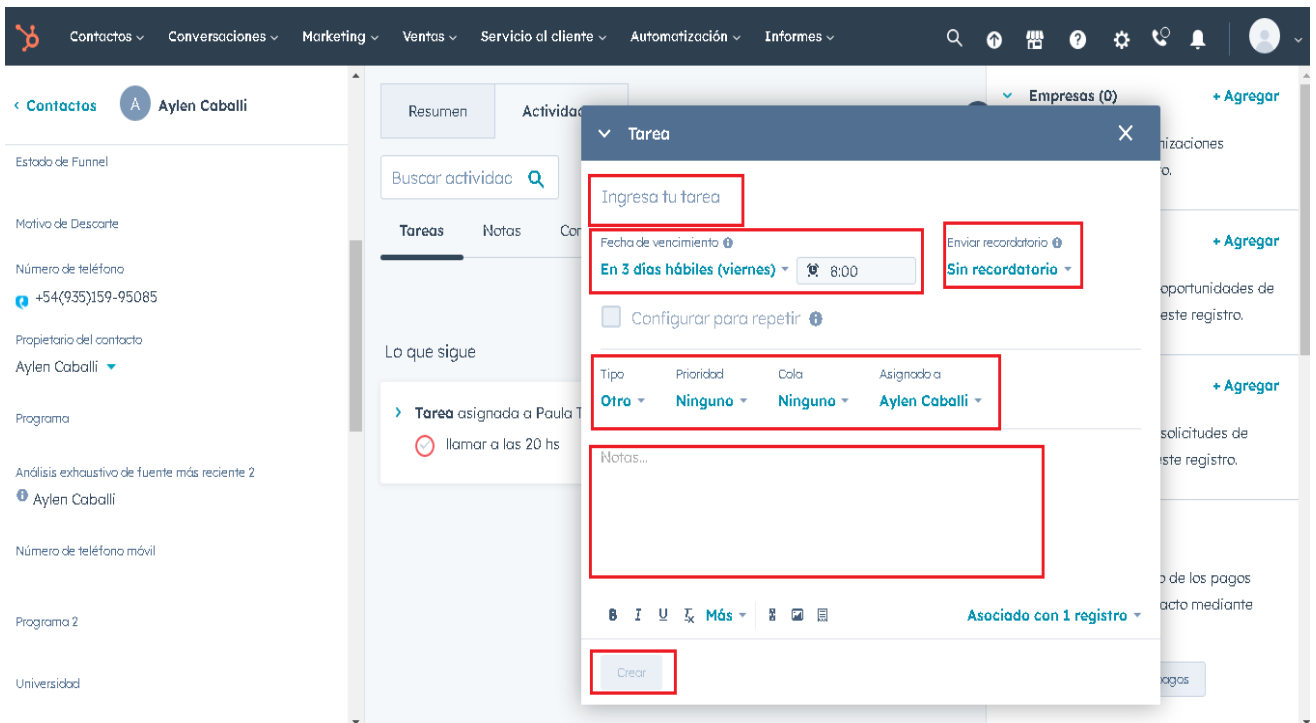 Contactos Conversaciones Marketing Ventas Servicio al cliente Automatización Informes
Contactos A Aylen Caballi
Estado de Funnel
Motivo de Descarte
Número de teléfono
+54(935)159-95085
Propietario del contacto
Aylen Caballi
Programa
Análisis exhaustivo de fuente más reciente 2
Aylen Caballi
Número de teléfono móvil
Programa 2
Universidad
Resumen
Buscar activida
Tareas Notas
Lo que sigue
Tarea asignada a Paula T
llamar a las 20 hs
Tarea
Ingresa tu tarea
Fecha de vencimiento Enviar recordatorio
En 3 días hábiles (viernes) 8:00 Sin recordatorio
Configurar para repetir
Tipo Prioridad Cola Asignado a
Otro Ninguno Ninguno Aylen Caballi
Notas...
B I U Tx Más Asociado con 1 registro
Crear
Empresas (0) + Agregar
nizaciones
o.
+ Agregar
oportunidades de
este registro.
+ Agregar
solicitudes de
ste registro.
o de los pagos
acto mediante
pagos